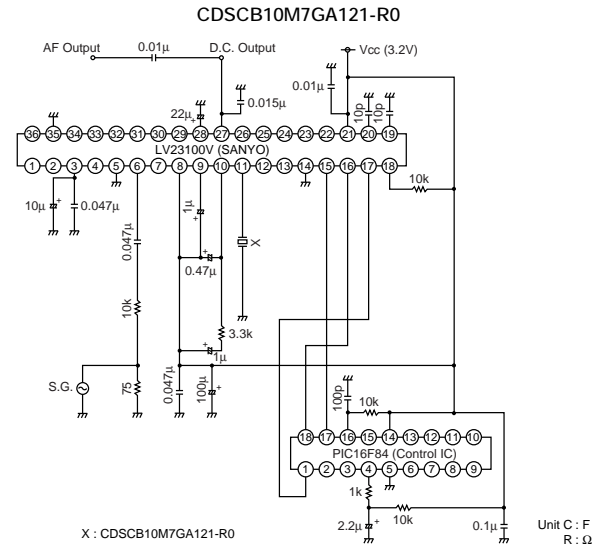 CDSCB10M7GA121-R0
AF Output
0.01µ
D.C. Output
Vcc (3.2V)
0.01µ
0.015µ
22µ
+
10p
10p
36 35 34 33 32 31 30 29 28 27 26 25 24 23 22 21 20 19
LV23100V (SANYO)
1 2 3 4 5 6 7 8 9 10 11 12 13 14 15 16 17 18
10k
10µ
+
0.047µ
0.047µ
1µ
+
X
+
0.47µ
10k
3.3k
+
1µ
S.G.
75
0.047µ
100µ
+
100p
10k
18 17 16 15 14 13 12 11 10
PIC16F84 (Control IC)
1 2 3 4 5 6 7 8 9
1k
10k
2.2µ
+
0.1µ
X : CDSCB10M7GA121-R0
Unit C : F
R : Ω